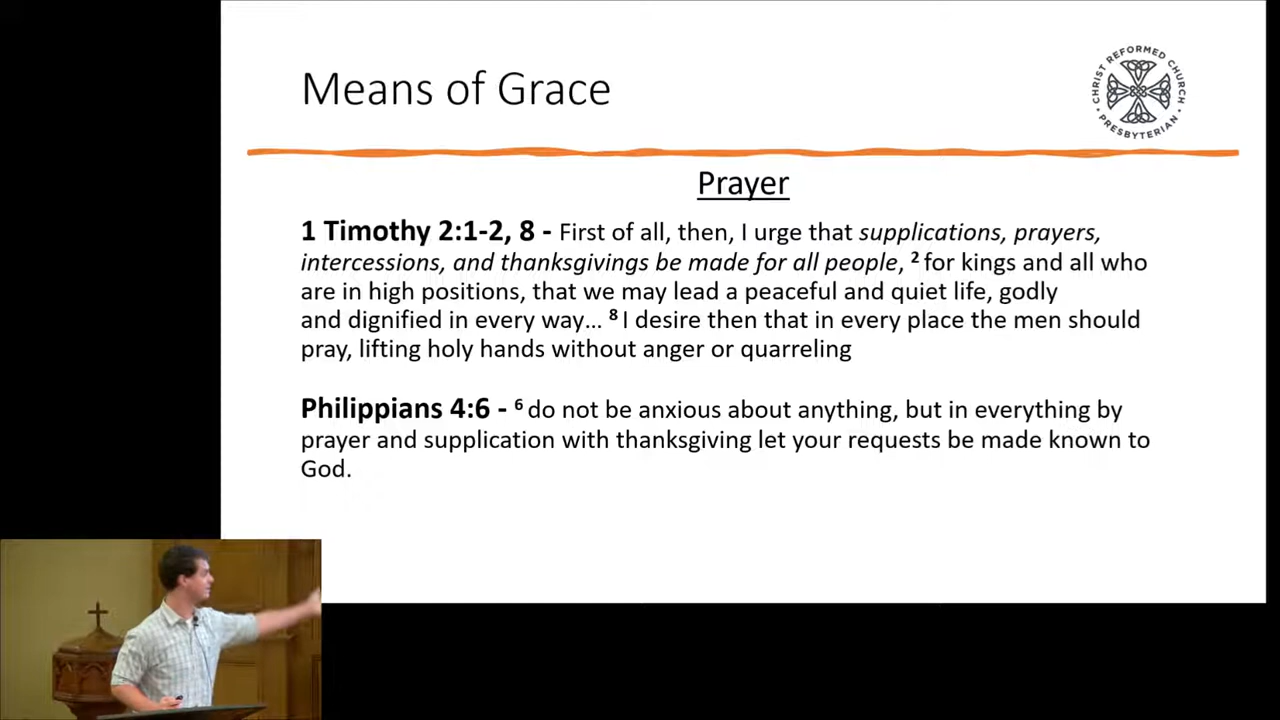 Means of Grace
CHRIST REFORMED CHURCH
• PRESBYTERIAN •
Prayer
1 Timothy 2:1-2, 8 - First of all, then, I urge that supplications, prayers,
intercessions, and thanksgivings be made for all people, ² for kings and all who
are in high positions, that we may lead a peaceful and quiet life, godly
and dignified in every way… ⁸ I desire then that in every place the men should
pray, lifting holy hands without anger or quarreling
Philippians 4:6 - ⁶ do not be anxious about anything, but in everything by
prayer and supplication with thanksgiving let your requests be made known to
God.